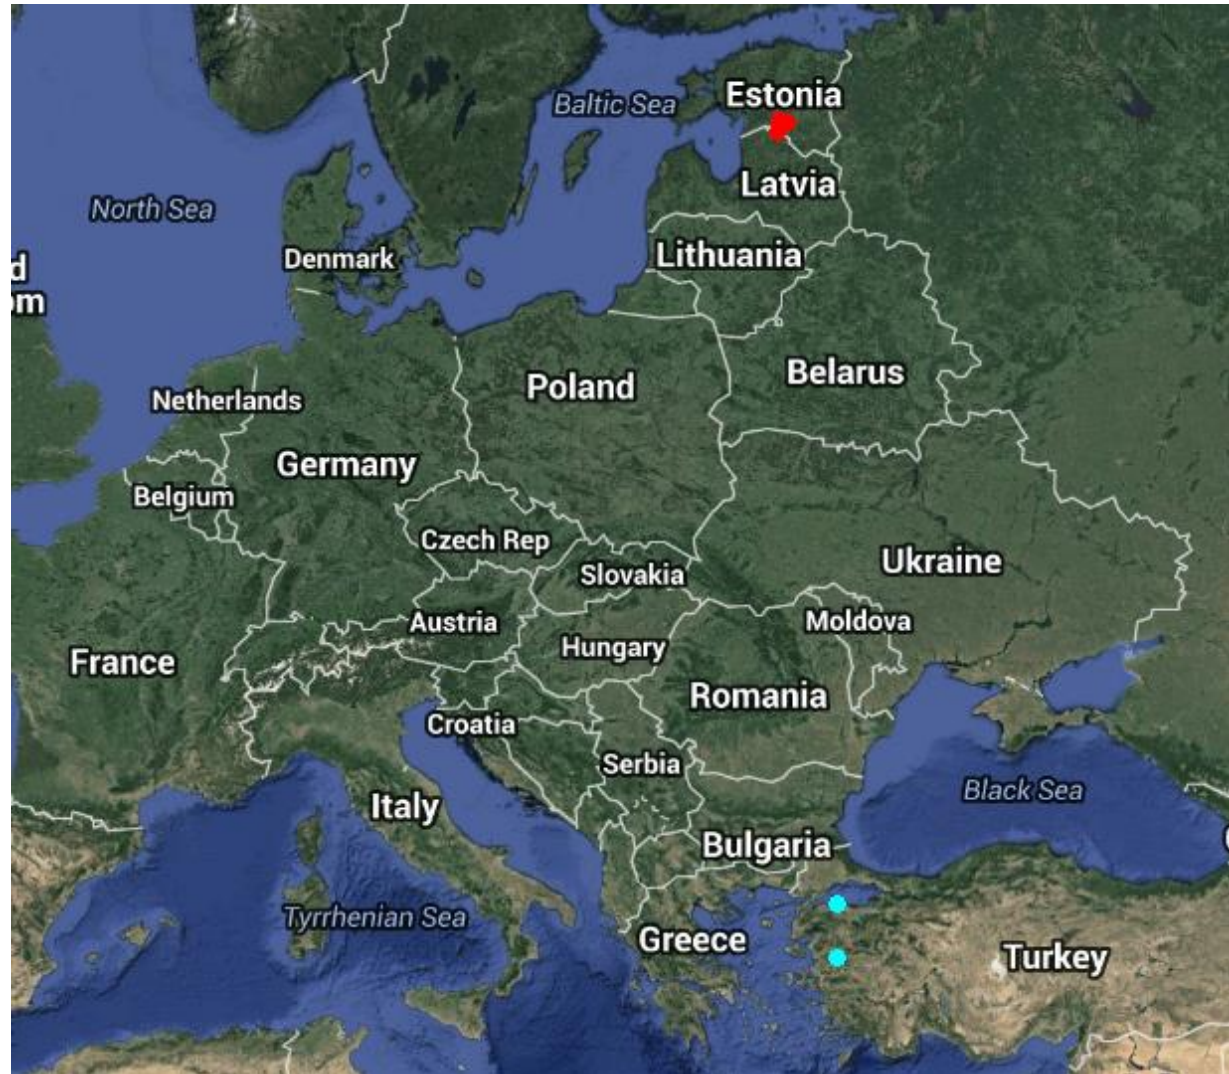 Estonia
Baltic Sea
Latvia
North Sea
Denmark
Lithuania
d
om
Belarus
Poland
Netherlands
Germany
Belgium
Czech Rep
Ukraine
Slovakia
Austria
Moldova
Hungary
France
Romania
Croatia
Serbia
Black Sea
Italy
Bulgaria
Tyrrhenian Sea
Greece
Turkey